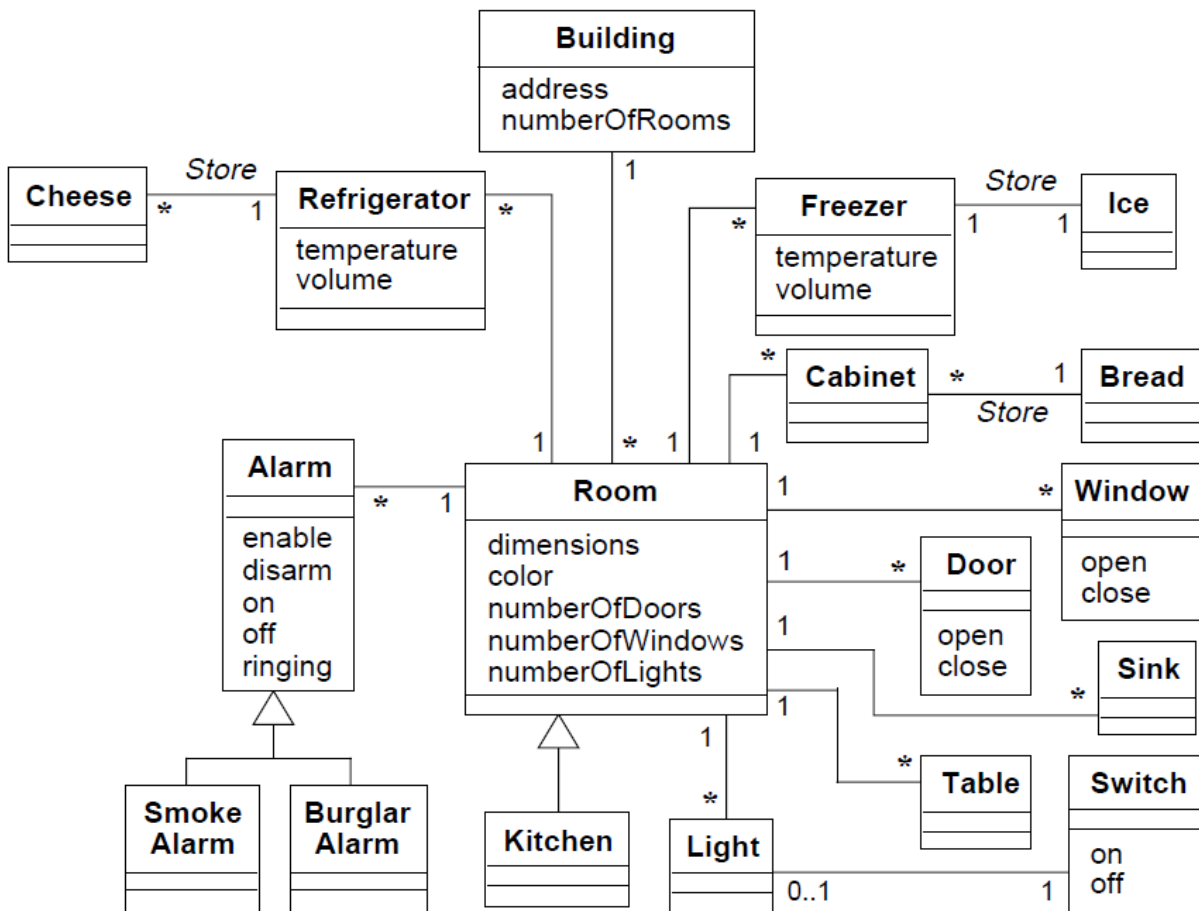 Building
address
numberOfRooms
1
Cheese
*
Store
1
Refrigerator
temperature
volume
*
1
*
Freezer
temperature
volume
*
1
1
Store
1
Ice
*
Cabinet
1
*
Store
1
Bread
Alarm
enable
disarm
on
off
ringing
*
1
Room
dimensions
color
numberOfDoors
numberOfWindows
numberOfLights
1
*
Window
open
close
1
*
Door
open
close
1
*
Sink
1
*
Table
1
*
Smoke
Alarm
Burglar
Alarm
Kitchen
Light
0..1
1
Switch
on
off